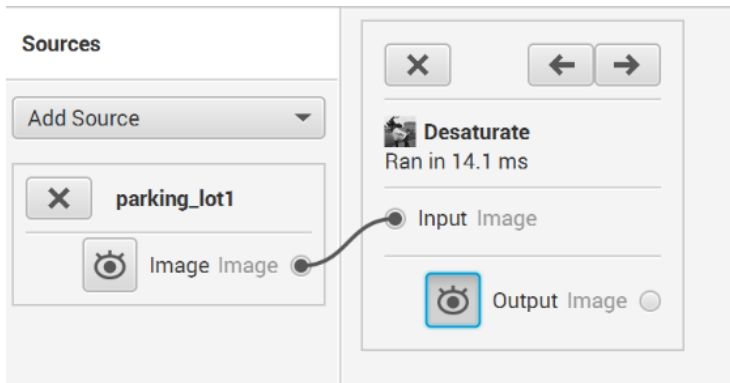 Sources
Add Source
parking_lot1
Image Image
Desaturate
Ran in 14.1 ms
Input Image
Output Image